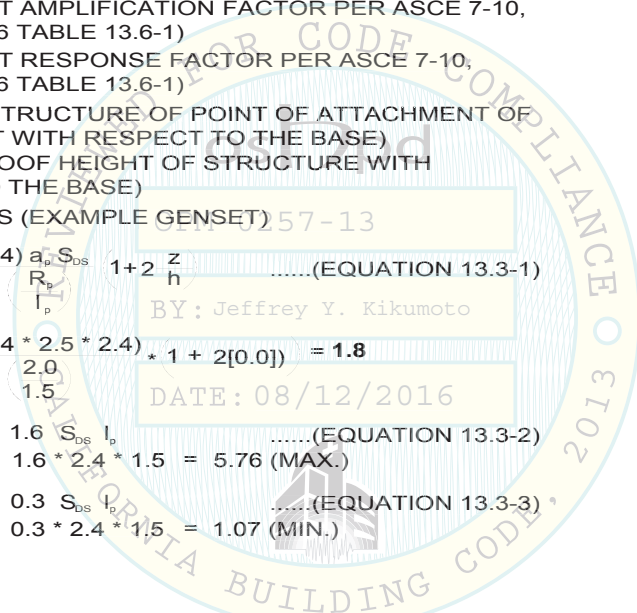 T AMPLIFICATION FACTOR PER ASCE 7-10,
6 TABLE 13.6-1)
T RESPONSE FACTOR PER ASCE 7-10,
6 TABLE 13.6-1)
TRUCTURE OF POINT OF ATTACHMENT OF
T WITH RESPECT TO THE BASE)
OOF HEIGHT OF STRUCTURE WITH
O THE BASE)
S (EXAMPLE GENSET)
4) aₚ S_DS
Rₚ
Iₚ
1+2 z
h
......(EQUATION 13.3-1)
4 * 2.5 * 2.4) * 1 + 2[0.0]) = 1.8
2.0
1.5
1.6 S_DS Iₚ ......(EQUATION 13.3-2)
1.6 * 2.4 * 1.5 = 5.76 (MAX.)
0.3 S_DS Iₚ ......(EQUATION 13.3-3)
0.3 * 2.4 * 1.5 = 1.07 (MIN.)
REVIEWED FOR CODE COMPLIANCE
oshpd
OPM-0257-13
BY: Jeffrey Y. Kikumoto
DATE: 08/12/2016
CALIFORNIA BUILDING CODE, 2013